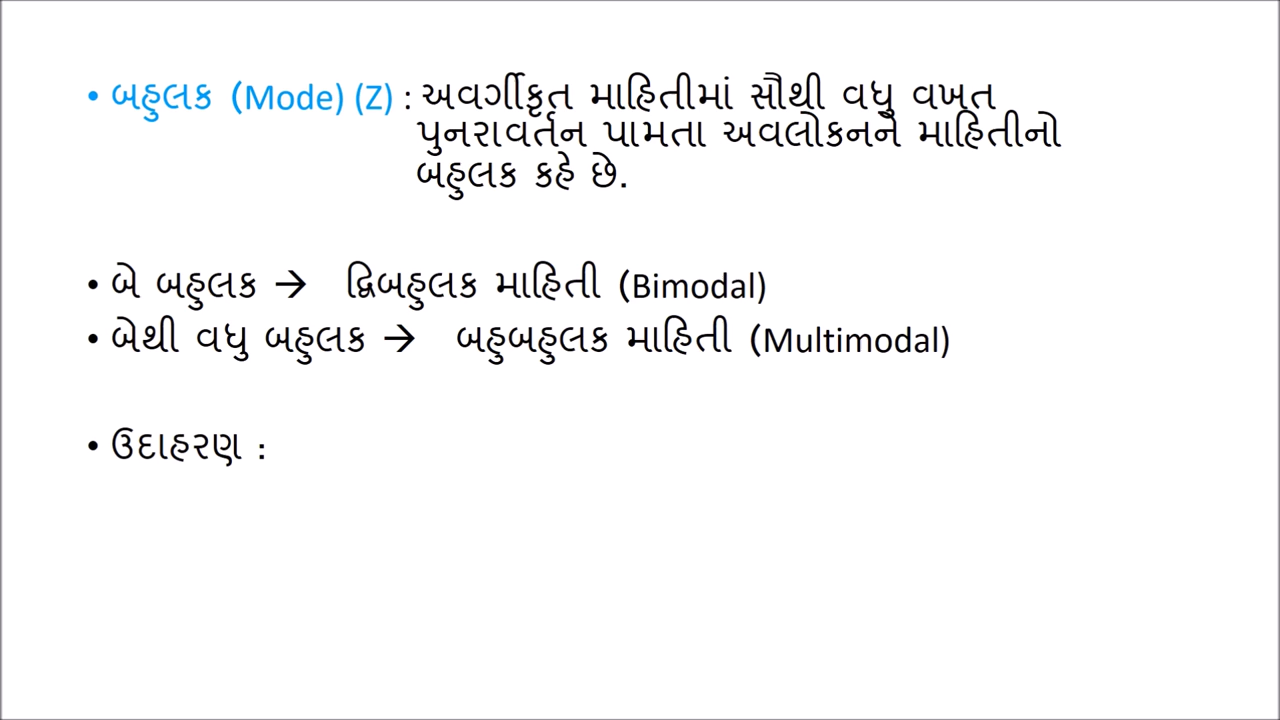 • બહુલક (Mode) (Z) : અવર્ગીકૃત માહિતીમાં સૌથી વધુ વખત
પુનરાવર્તન પામતા અવલોકનને માહિતીનો
બહુલક કહે છે.
• બે બહુલક → દ્વિબહુલક માહિતી (Bimodal)
• બેથી વધુ બહુલક → બહુબહુલક માહિતી (Multimodal)
• ઉદાહરણ :